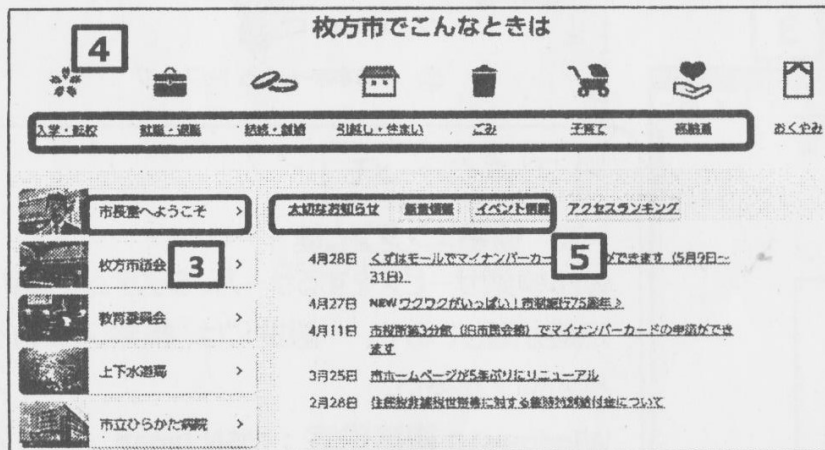 枚方市でこんなときは
4
入学・転校 就職・退職 結婚・離婚 引越し・住まい ごみ 子育て 高齢者 おくやみ
市長室へようこそ
枚方市議会
3
教育委員会
上下水道局
市立ひらかた病院
大切なお知らせ 新着情報 イベント情報 アクセスランキング
5
4月28日 くずはモールでマイナンバーカー ができます（5月9日～
31日）
4月27日 NEW ワクワクがいっぱい！市制施行75周年♪
4月11日 市役所第3分館（旧市民会館）でマイナンバーカードの申請ができ
ます
3月25日 市ホームページが5年ぶりにリニューアル
2月28日 住民税非課税世帯等に対する臨時特別給付金について